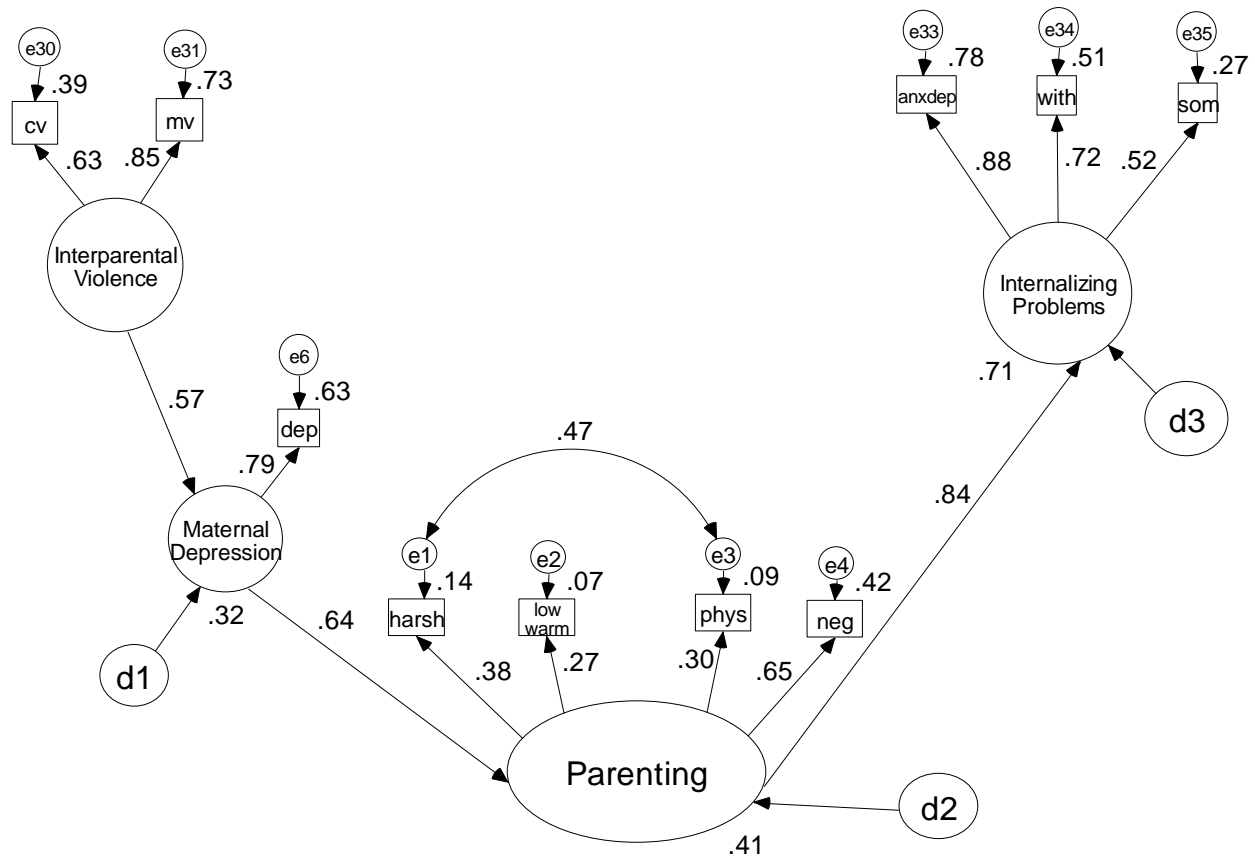 e30
e31
.39
.73
cv
mv
.63
.85
Interparental
Violence
e33
e34
e35
.78
.51
.27
anxdep
with
som
.88
.72
.52
Internalizing
Problems
.71
d3
e6
.63
dep
.57
.79
Maternal
Depression
.32
d1
.64
.47
e1
e2
e3
e4
.14
.07
.09
.42
harsh
low
warm
phys
neg
.38
.27
.30
.65
.84
Parenting
d2
.41